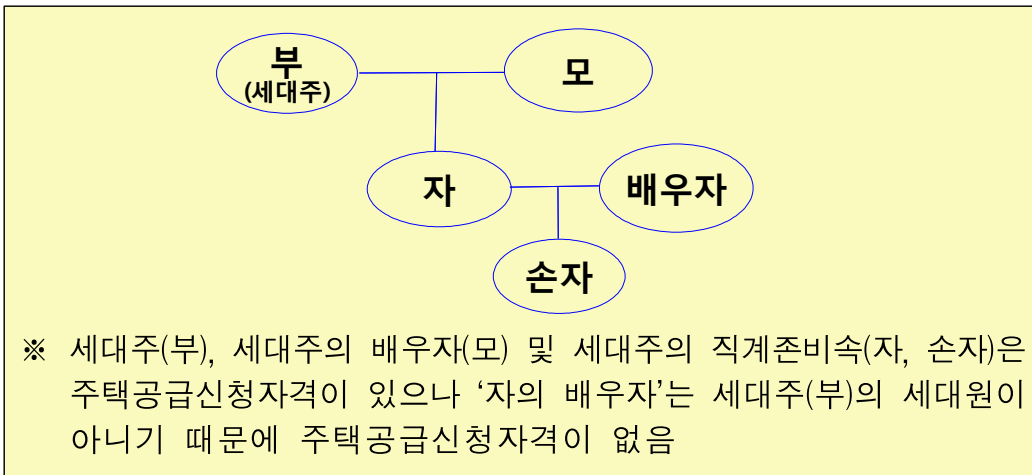 부 모
(세대주)
자 배우자
손자
※ 세대주(부), 세대주의 배우자(모) 및 세대주의 직계존비속(자, 손자)은
주택공급신청자격이 있으나 ‘자의 배우자’는 세대주(부)의 세대원이
아니기 때문에 주택공급신청자격이 없음